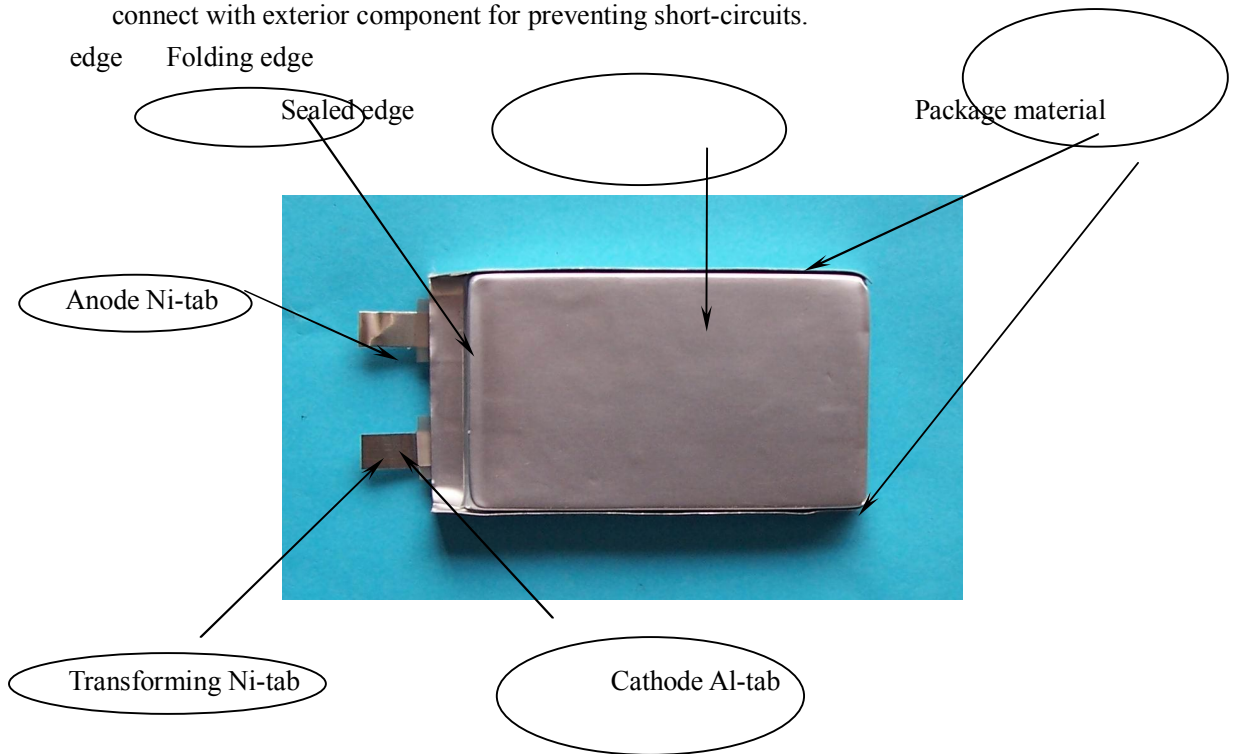 connect with exterior component for preventing short-circuits.
edge Folding edge
Sealed edge Package material
Anode Ni-tab
Transforming Ni-tab Cathode Al-tab